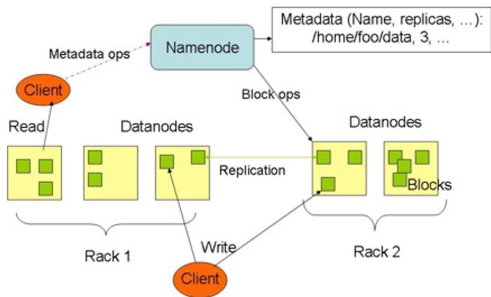 Metadata (Name, replicas, ...):
/home/foo/data, 3, ...
Namenode
Metadata ops
Client
Block ops
Read
Datanodes
Datanodes
Replication
Blocks
Rack 1
Write
Rack 2
Client